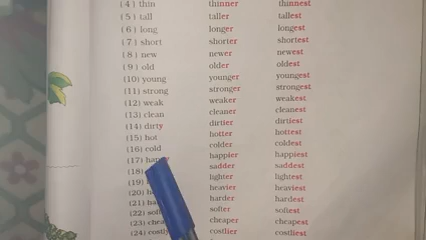 (4) thin thinner thinnest
(5) tall taller tallest
(6) long longer longest
(7) short shorter shortest
(8) new newer newest
(9) old older oldest
(10) young younger youngest
(11) strong stronger strongest
(12) weak weaker weakest
(13) clean cleaner cleanest
(14) dirty dirtier dirtiest
(15) hot hotter hottest
(16) cold colder coldest
(17) happier happiest
(18) sadder saddest
(19) lighter lightest
(20) heavier heaviest
(21) harder hardest
(22) softer softest
(23) cheaper cheapest
(24) costlier costliest